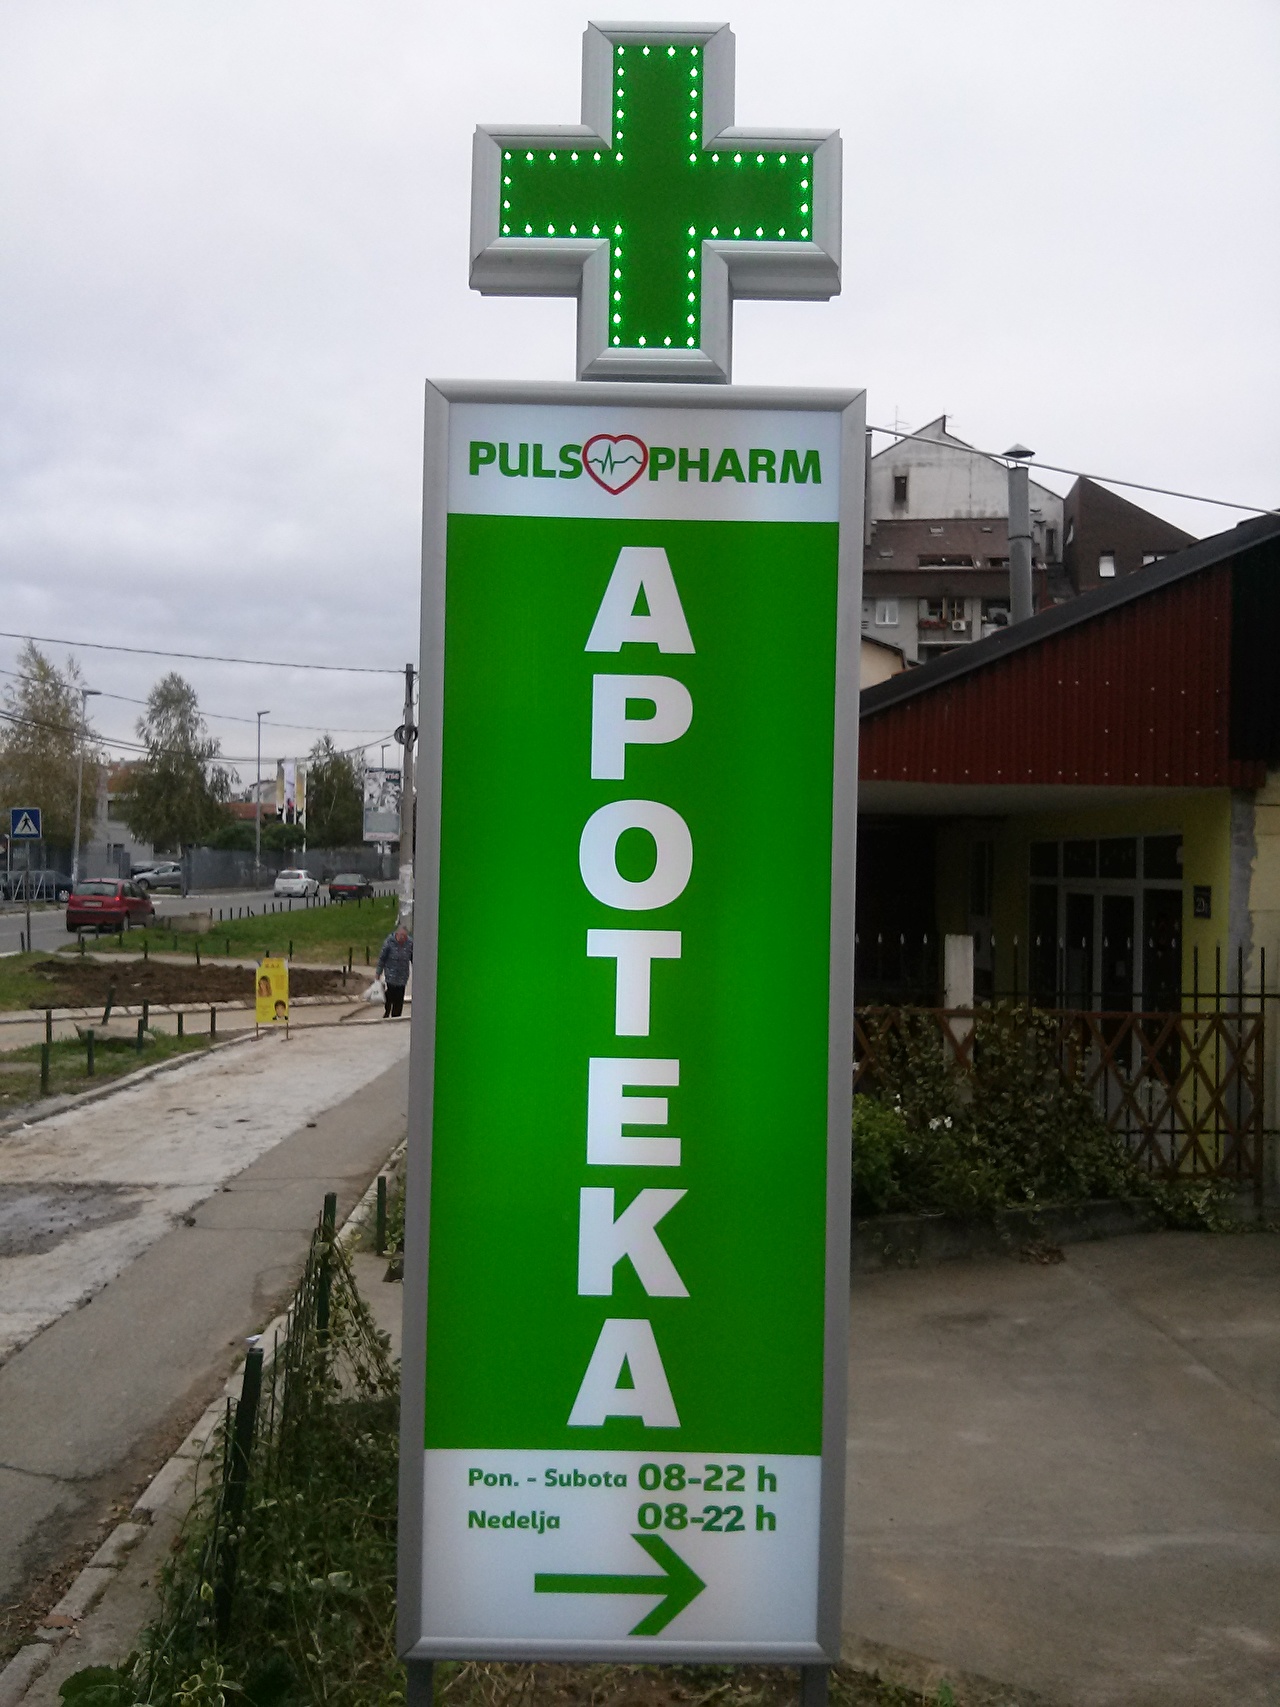 PULS PHARM
APOTEKA
Pon. - Subota 08-22 h
Nedelja 08-22 h